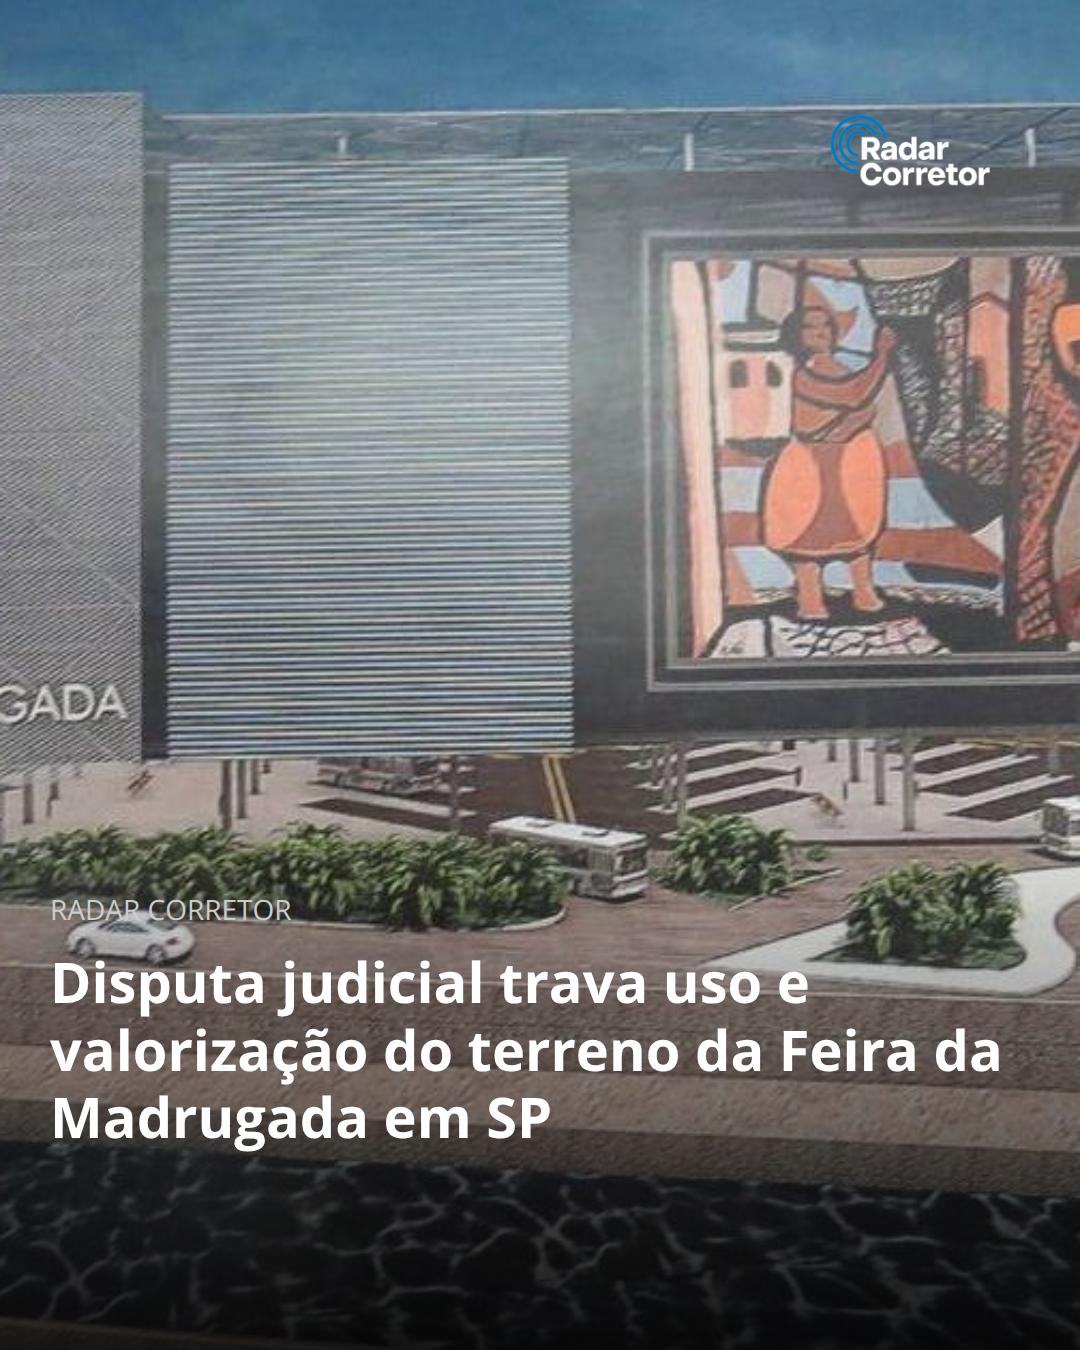 Radar
Corretor
GADA
RADAR CORRETOR
Disputa judicial trava uso e
valorização do terreno da Feira da
Madrugada em SP